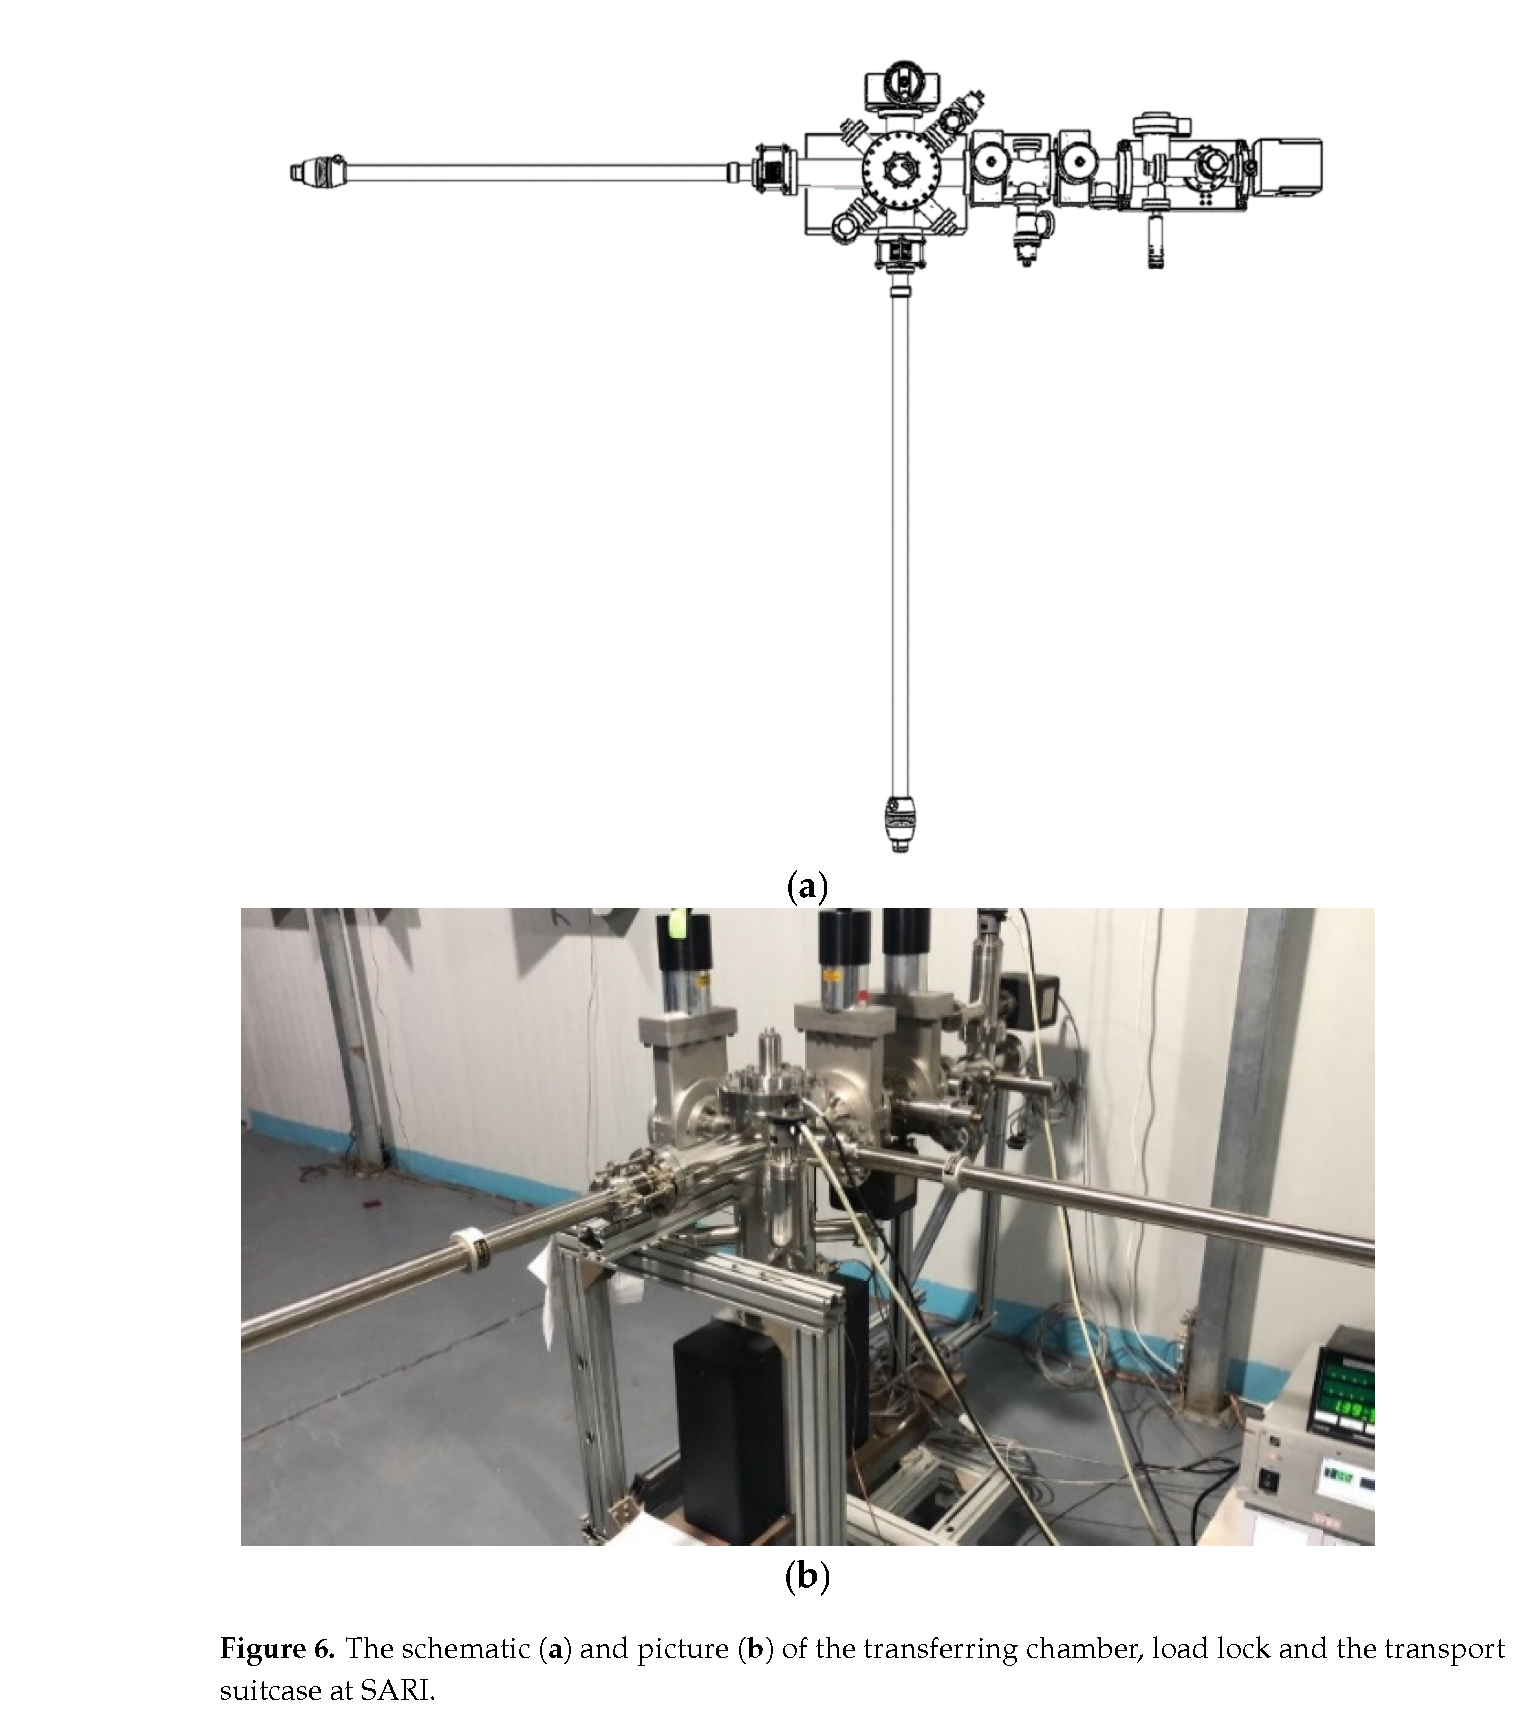 (a)
(b)
Figure 6. The schematic (a) and picture (b) of the transferring chamber, load lock and the transport
suitcase at SARI.